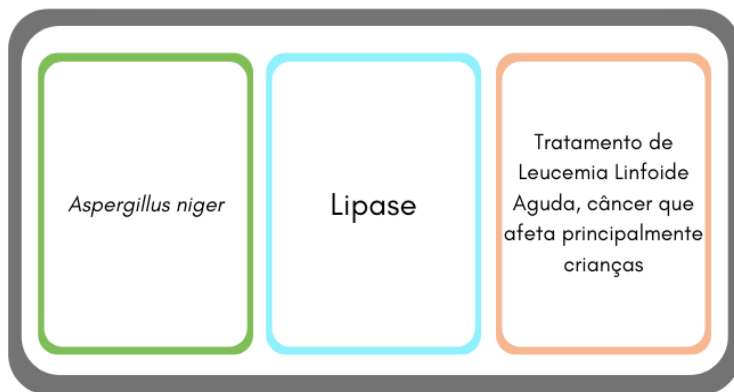 Aspergillus niger
Lipase
Tratamento de
Leucemia Linfoide
Aguda, câncer que
afeta principalmente
crianças